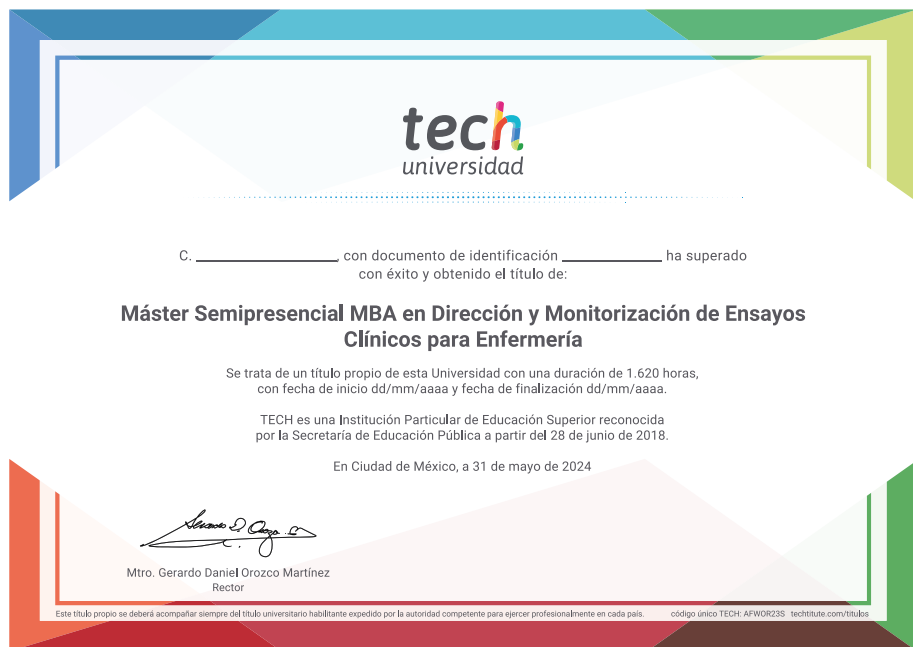 tech
universidad
C. ____________, con documento de identificación ____________ ha superado
con éxito y obtenido el título de:
Máster Semipresencial MBA en Dirección y Monitorización de Ensayos
Clínicos para Enfermería
Se trata de un título propio de esta Universidad con una duración de 1.620 horas,
con fecha de inicio dd/mm/aaaa y fecha de finalización dd/mm/aaaa.
TECH es una Institución Particular de Educación Superior reconocida
por la Secretaría de Educación Pública a partir del 28 de junio de 2018.
En Ciudad de México, a 31 de mayo de 2024
Mtro. Gerardo Daniel Orozco Martínez
Rector
Este título propio se deberá acompañar siempre del título universitario habilitante expedido por la autoridad competente para ejercer profesionalmente en cada país. código único TECH: AFWOR23S techtitute.com/titulos